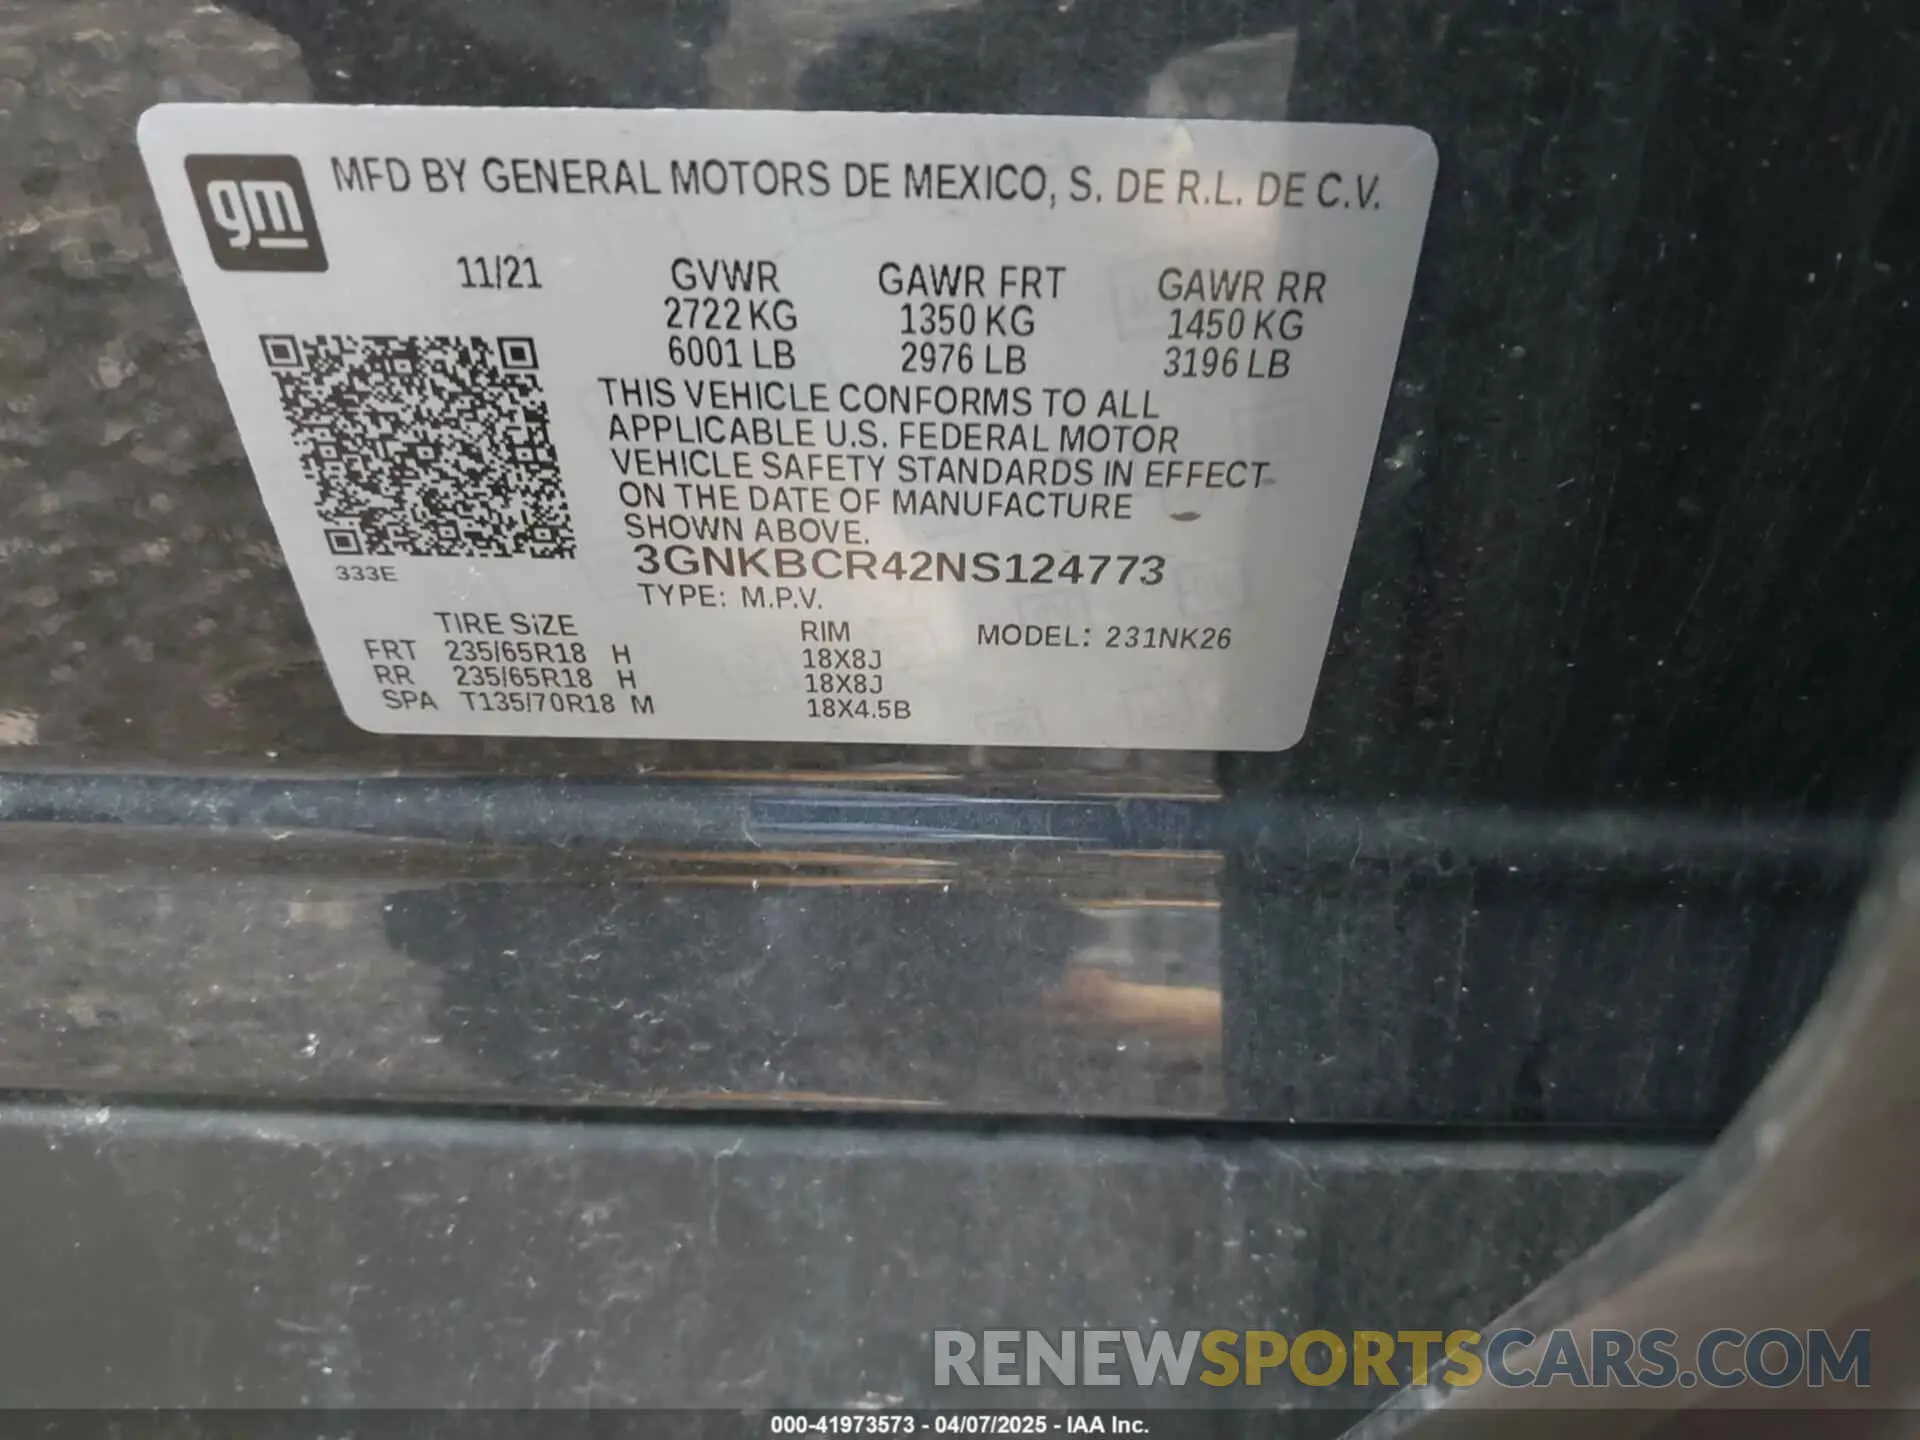 gm
MFD BY GENERAL MOTORS DE MEXICO, S. DE R.L. DE C.V.
11/21 GVWR GAWR FRT GAWR RR
2722 KG 1350 KG 1450 KG
6001 LB 2976 LB 3196 LB
THIS VEHICLE CONFORMS TO ALL
APPLICABLE U.S. FEDERAL MOTOR
VEHICLE SAFETY STANDARDS IN EFFECT
ON THE DATE OF MANUFACTURE
SHOWN ABOVE.
3GNKBCR42NS124773
333E
TYPE: M.P.V.
TIRE SIZE RIM MODEL: 231NK26
FRT 235/65R18 H 18X8J
RR 235/65R18 H 18X8J
SPA T135/70R18 M 18X4.5B
RENEWSPORTSCARS.COM
000-41973573 - 04/07/2025 - IAA Inc.